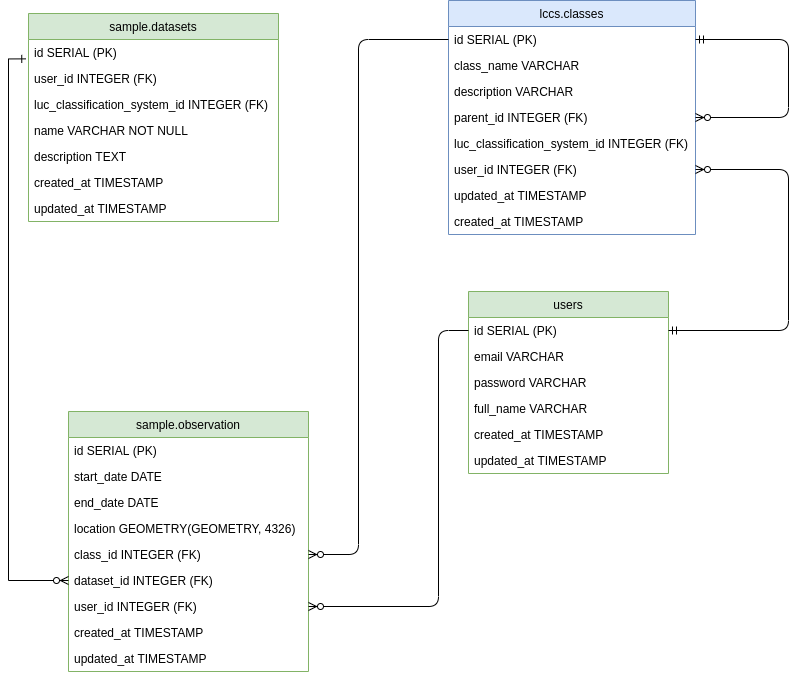 sample.datasets
id SERIAL (PK)
user_id INTEGER (FK)
luc_classification_system_id INTEGER (FK)
name VARCHAR NOT NULL
description TEXT
created_at TIMESTAMP
updated_at TIMESTAMP
lccs.classes
id SERIAL (PK)
class_name VARCHAR
description VARCHAR
parent_id INTEGER (FK)
luc_classification_system_id INTEGER (FK)
user_id INTEGER (FK)
updated_at TIMESTAMP
created_at TIMESTAMP
users
id SERIAL (PK)
email VARCHAR
password VARCHAR
full_name VARCHAR
created_at TIMESTAMP
updated_at TIMESTAMP
sample.observation
id SERIAL (PK)
start_date DATE
end_date DATE
location GEOMETRY(GEOMETRY, 4326)
class_id INTEGER (FK)
dataset_id INTEGER (FK)
user_id INTEGER (FK)
created_at TIMESTAMP
updated_at TIMESTAMP